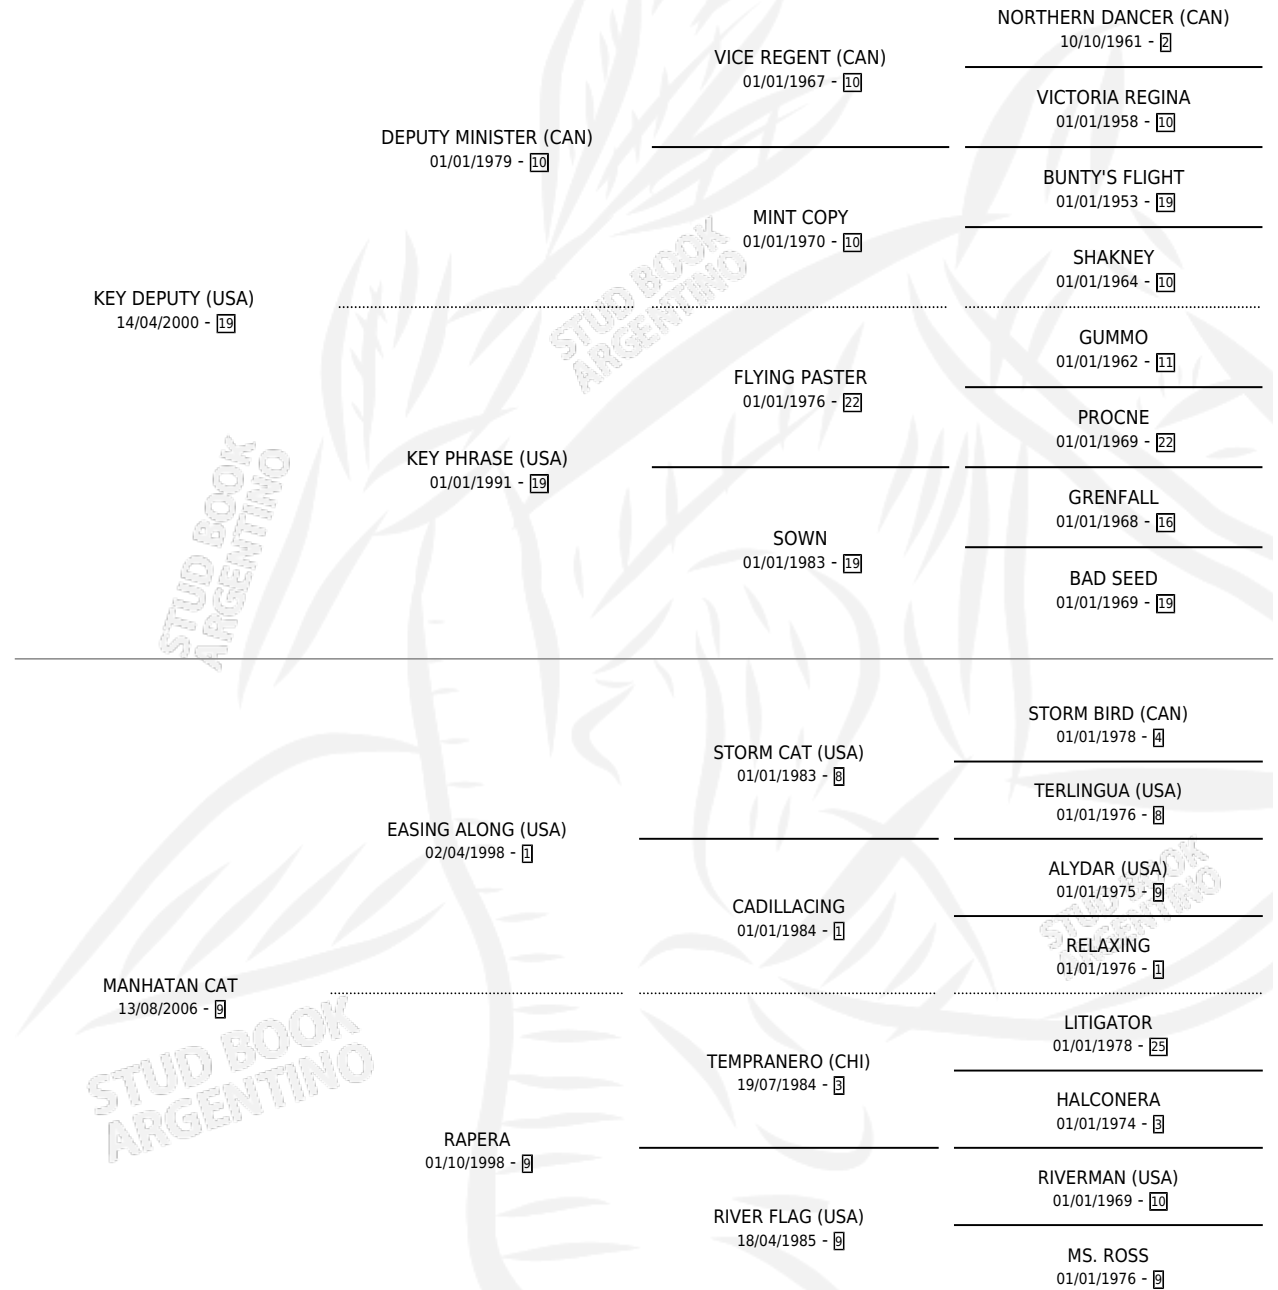 NORTHERN DANCER (CAN)
10/10/1961 - 2
VICE REGENT (CAN)
01/01/1967 - 10
VICTORIA REGINA
01/01/1958 - 10
DEPUTY MINISTER (CAN)
01/01/1979 - 10
BUNTY'S FLIGHT
01/01/1953 - 19
MINT COPY
01/01/1970 - 10
SHAKNEY
01/01/1964 - 10
KEY DEPUTY (USA)
14/04/2000 - 19
GUMMO
01/01/1962 - 11
FLYING PASTER
01/01/1976 - 22
PROCNE
01/01/1969 - 22
KEY PHRASE (USA)
01/01/1991 - 19
GRENFALL
01/01/1968 - 16
SOWN
01/01/1983 - 19
BAD SEED
01/01/1969 - 19
STUD BOOK
ARGENTINO
STUD BOOK
ARGENTINO
STORM BIRD (CAN)
01/01/1978 - 4
STORM CAT (USA)
01/01/1983 - 8
TERLINGUA (USA)
01/01/1976 - 8
EASING ALONG (USA)
02/04/1998 - 1
ALYDAR (USA)
01/01/1975 - 9
CADILLACING
01/01/1984 - 1
RELAXING
01/01/1976 - 1
STUD BOOK
ARGENTINO
MANHATAN CAT
13/08/2006 - 9
LITIGATOR
01/01/1978 - 25
TEMPRANERO (CHI)
19/07/1984 - 3
HALCONERA
01/01/1974 - 3
RAPERA
01/10/1998 - 9
RIVERMAN (USA)
01/01/1969 - 10
RIVER FLAG (USA)
18/04/1985 - 9
MS. ROSS
01/01/1976 - 9
STUD BOOK
ARGENTINO